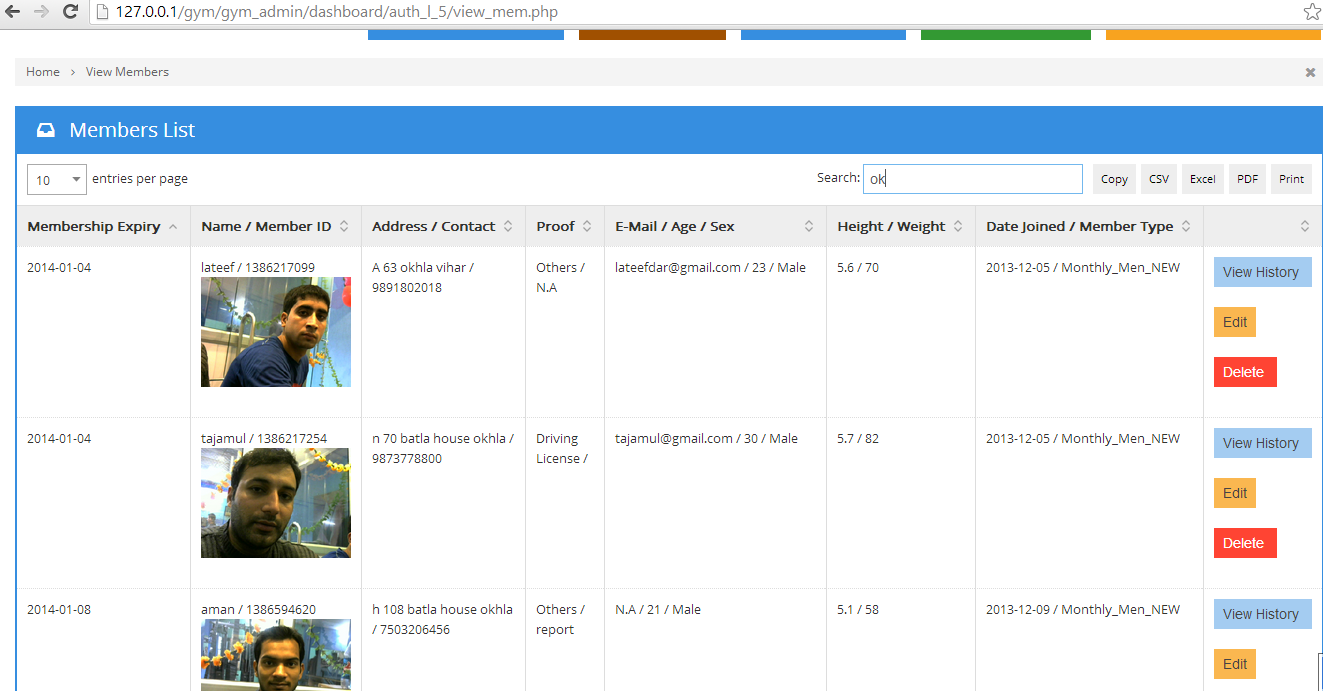 127.0.0.1/gym/gym_admin/dashboard/auth_l_5/view_mem.php
Home > View Members
Members List
10 entries per page
Search: ok
Copy CSV Excel PDF Print
Membership Expiry Name / Member ID Address / Contact Proof E-Mail / Age / Sex Height / Weight Date Joined / Member Type
2014-01-04 lateef / 1386217099 A 63 okhla vihar / Others / lateefdar@gmail.com / 23 / Male 5.6 / 70 2013-12-05 / Monthly_Men_NEW View History
9891802018 N.A
Edit
Delete
2014-01-04 tajamul / 1386217254 n 70 batla house okhla / Driving tajamul@gmail.com / 30 / Male 5.7 / 82 2013-12-05 / Monthly_Men_NEW View History
9873778800 License /
Edit
Delete
2014-01-08 aman / 1386594620 h 108 batla house okhla Others / N.A / 21 / Male 5.1 / 58 2013-12-09 / Monthly_Men_NEW View History
/ 7503206456 report
Edit